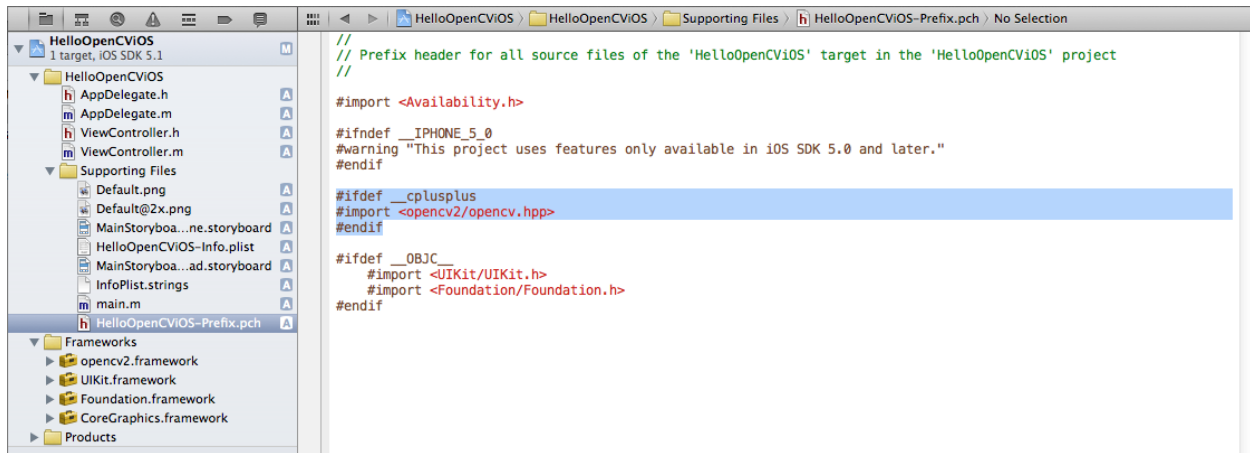 HelloOpenCViOS 〉 HelloOpenCViOS 〉 Supporting Files 〉 h HelloOpenCViOS-Prefix.pch 〉 No Selection
HelloOpenCViOS M
1 target, iOS SDK 5.1
HelloOpenCViOS
h AppDelegate.h A
m AppDelegate.m A
h ViewController.h A
m ViewController.m A
Supporting Files
Default.png A
Default@2x.png A
MainStoryboa...ne.storyboard A
HelloOpenCViOS-Info.plist A
MainStoryboa...ad.storyboard A
InfoPlist.strings A
m main.m A
h HelloOpenCViOS-Prefix.pch A
Frameworks
opencv2.framework
UIKit.framework
Foundation.framework
CoreGraphics.framework
Products
//
// Prefix header for all source files of the 'HelloOpenCViOS' target in the 'HelloOpenCViOS' project
//
#import <Availability.h>
#ifndef __IPHONE_5_0
#warning "This project uses features only available in iOS SDK 5.0 and later."
#endif
#ifdef __cplusplus
#import <opencv2/opencv.hpp>
#endif
#ifdef __OBJC__
#import <UIKit/UIKit.h>
#import <Foundation/Foundation.h>
#endif